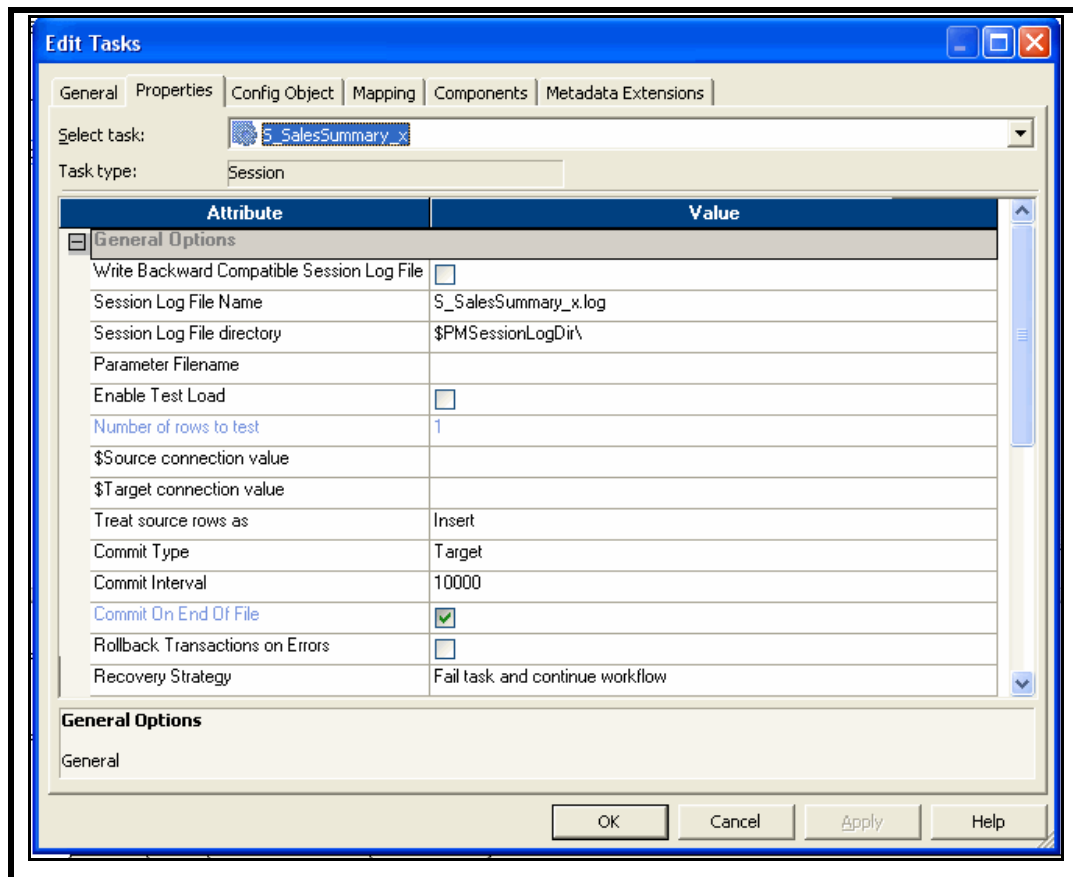 Edit Tasks
General Properties Config Object Mapping Components Metadata Extensions
Select task: S_SalesSummary_x
Task type: Session
Attribute Value
General Options
Write Backward Compatible Session Log File
Session Log File Name S_SalesSummary_x.log
Session Log File directory $PMSessionLogDir\
Parameter Filename
Enable Test Load
Number of rows to test 1
$Source connection value
$Target connection value
Treat source rows as Insert
Commit Type Target
Commit Interval 10000
Commit On End Of File
Rollback Transactions on Errors
Recovery Strategy Fail task and continue workflow
General Options
General
OK Cancel Apply Help